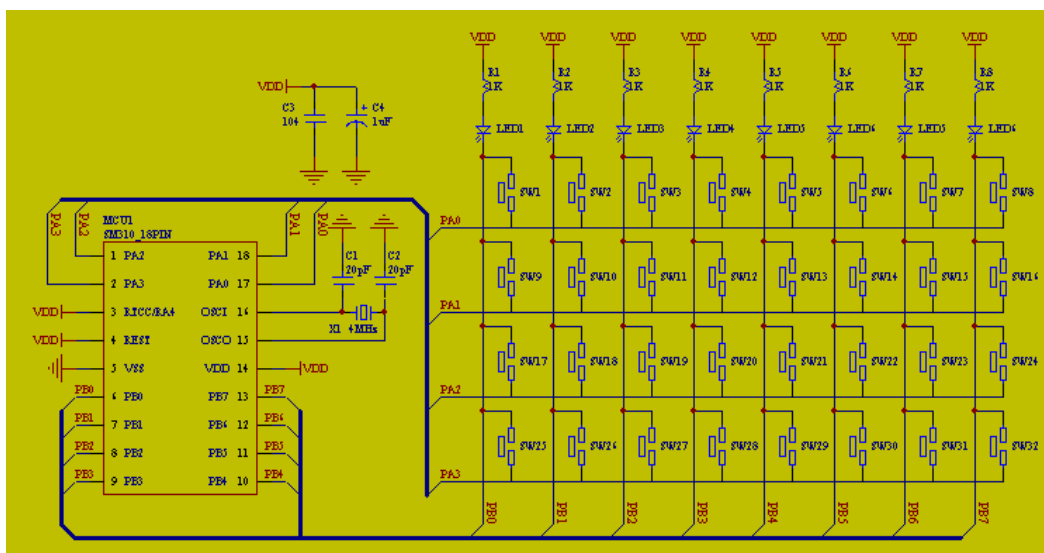 VDD VDD VDD VDD VDD VDD VDD VDD
R1 R2 R3 R4 R5 R6 R7 R8
1K 1K 1K 1K 1K 1K 1K 1K
VDD
C3 + C4
104 1uF
LED1 LED2 LED3 LED4 LED5 LED6 LED5 LED6
SW1 SW2 SW3 SW4 SW5 SW6 SW7 SW8
PA3 PA2 PA1 PA0
PA0
MCU1
SM310_18PIN
1 PA2 PA1 18
2 PA3 PA0 17
VDD 3 RTCC/RA4 OSCI 16
VDD 4 REST OSCO 15
5 VSS VDD 14 VDD
PB0 6 PB0 PB7 13 PB7
PB1 7 PB1 PB6 12 PB6
PB2 8 PB2 PB5 11 PB5
PB3 9 PB3 PB4 10 PB4
C1 C2
20pF 20pF
X1 4MHz
SW9 SW10 SW11 SW12 SW13 SW14 SW15 SW16
PA1
SW17 SW18 SW19 SW20 SW21 SW22 SW23 SW24
PA2
SW25 SW26 SW27 SW28 SW29 SW30 SW31 SW32
PA3
PB0 PB1 PB2 PB3 PB4 PB5 PB6 PB7